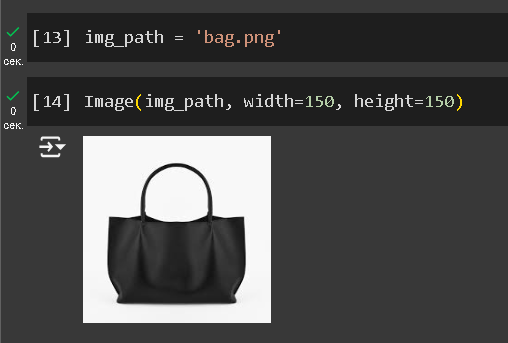 [13] img_path = 'bag.png'
0
сек.
[14] Image(img_path, width=150, height=150)
0
сек.